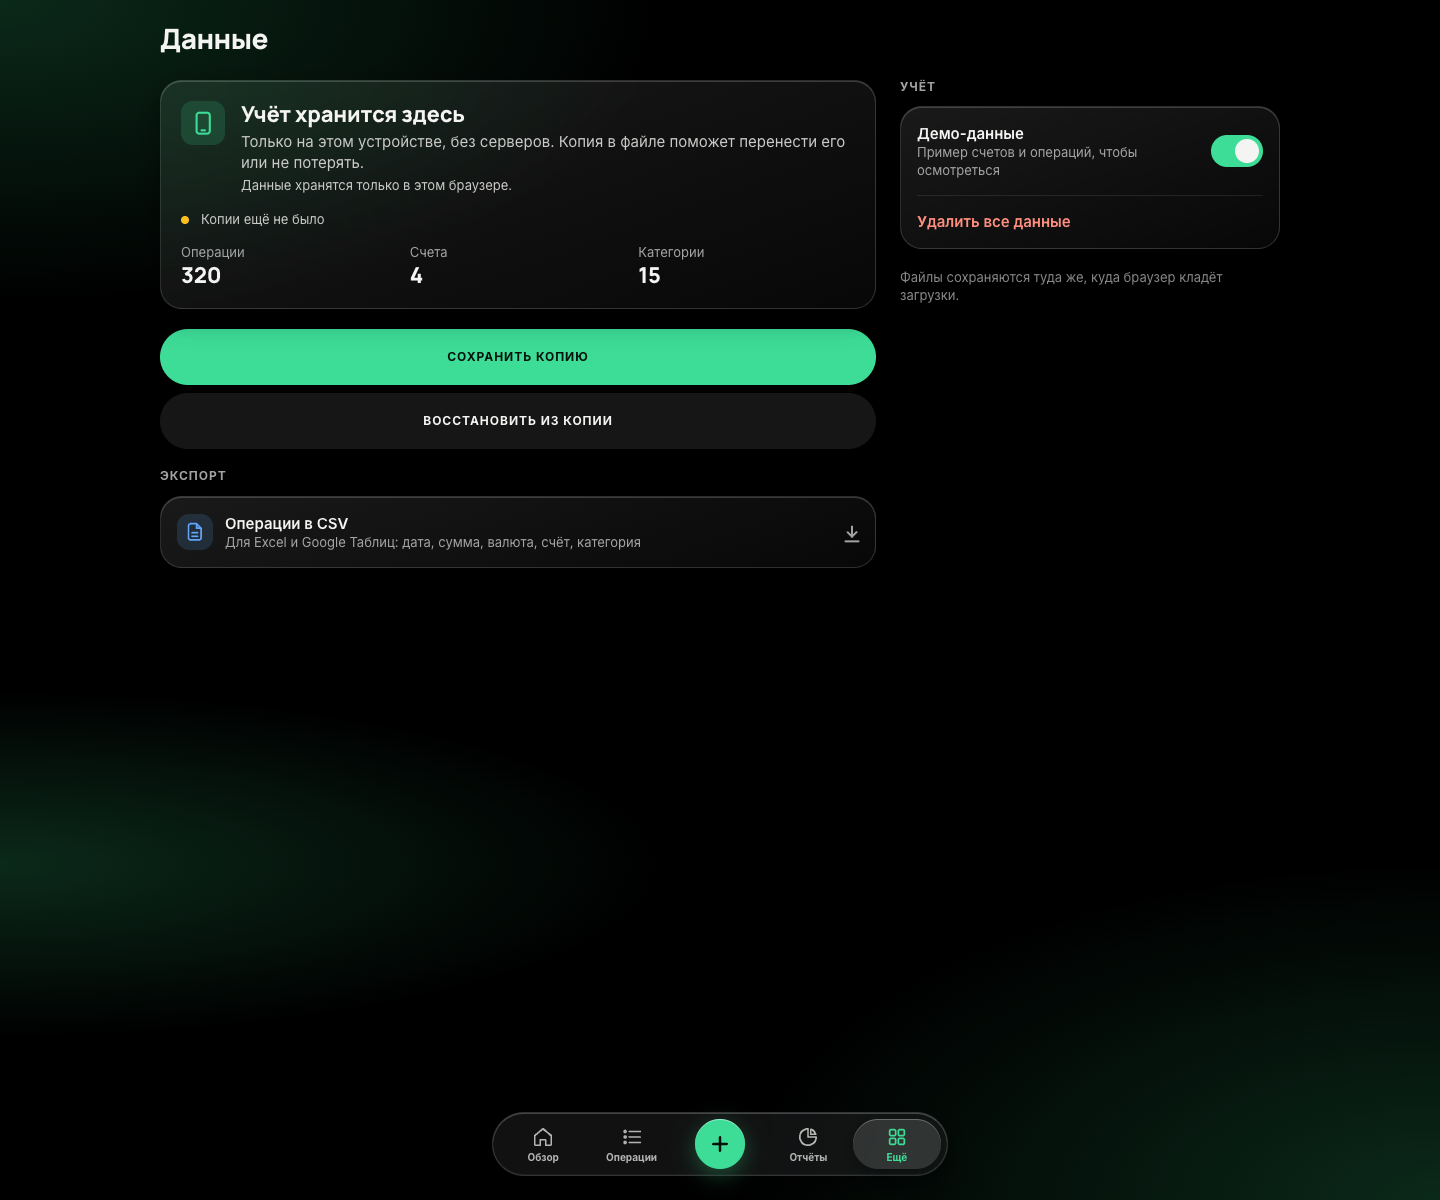 Данные
Учёт хранится здесь
Только на этом устройстве, без серверов. Копия в файле поможет перенести его
или не потерять.
Данные хранятся только в этом браузере.
Копии ещё не было
Операции
320
Счета
4
Категории
15
СОХРАНИТЬ КОПИЮ
ВОССТАНОВИТЬ ИЗ КОПИИ
ЭКСПОРТ
Операции в CSV
Для Excel и Google Таблиц: дата, сумма, валюта, счёт, категория
УЧЁТ
Демо-данные
Пример счетов и операций, чтобы
осмотреться
Удалить все данные
Файлы сохраняются туда же, куда браузер кладёт
загрузки.
Обзор
Операции
Отчёты
Ещё